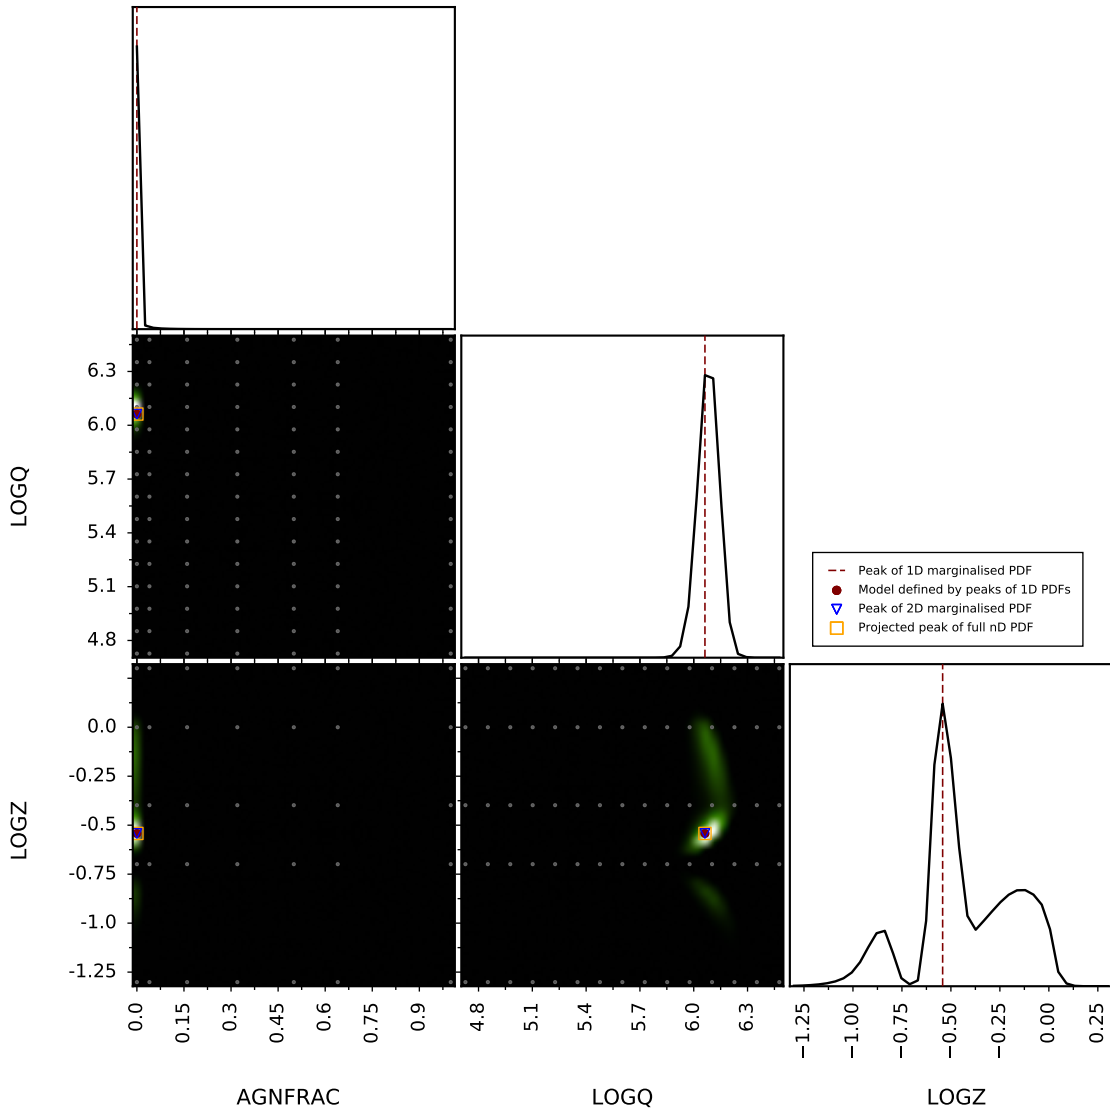 6.3
6.0
5.7
5.4
5.1
4.8
LOGQ
Peak of 1D marginalised PDF
Model defined by peaks of 1D PDFs
Peak of 2D marginalised PDF
Projected peak of full nD PDF
0.0
-0.25
-0.5
-0.75
-1.0
-1.25
LOGZ
0.0 0.15 0.3 0.45 0.6 0.75 0.9
4.8 5.1 5.4 5.7 6.0 6.3
−1.25 −1.00 −0.75 −0.50 −0.25 0.00 0.25
AGNFRAC
LOGQ
LOGZ